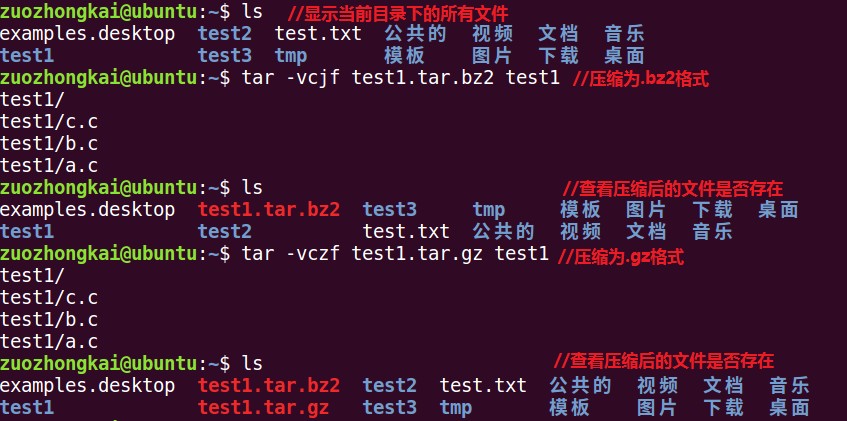 zuozhongkai@ubuntu:~$ ls //显示当前目录下的所有文件
examples.desktop test2 test.txt 公共的 视频 文档 音乐
test1 test3 tmp 模板 图片 下载 桌面
zuozhongkai@ubuntu:~$ tar -vcjf test1.tar.bz2 test1 //压缩为.bz2格式
test1/
test1/c.c
test1/b.c
test1/a.c
zuozhongkai@ubuntu:~$ ls //查看压缩后的文件是否存在
examples.desktop test1.tar.bz2 test3 tmp 模板 图片 下载 桌面
test1 test2 test.txt 公共的 视频 文档 音乐
zuozhongkai@ubuntu:~$ tar -vczf test1.tar.gz test1 //压缩为.gz格式
test1/
test1/c.c
test1/b.c
test1/a.c
zuozhongkai@ubuntu:~$ ls //查看压缩后的文件是否存在
examples.desktop test1.tar.bz2 test2 test.txt 公共的 视频 文档 音乐
test1 test1.tar.gz test3 tmp 模板 图片 下载 桌面